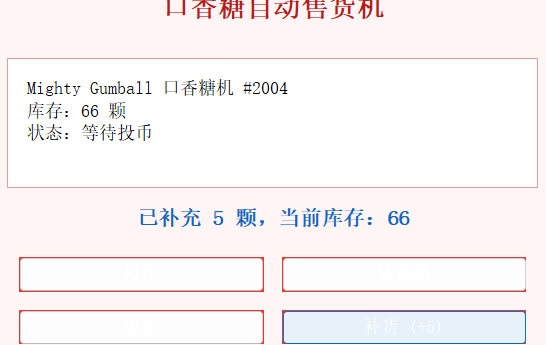 口香糖自动售货机
Mighty Gumball 口香糖机 #2004
库存：66 颗
状态：等待投币
已补充 5 颗，当前库存：66
补货 (+5)